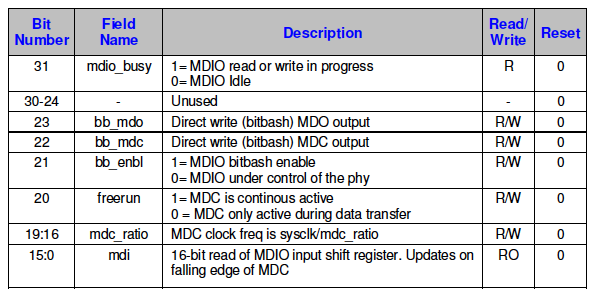 Bit Number Field Name Description Read/ Write Reset
31 mdio_busy 1= MDIO read or write in progress R 0
0= MDIO Idle
30-24 - Unused - 0
23 bb_mdo Direct write (bitbash) MDO output R/W 0
22 bb_mdc Direct write (bitbash) MDC output R/W 0
21 bb_enbl 1= MDIO bitbash enable R/W 0
0= MDIO under control of the phy
20 freerun 1= MDC is continous active R/W 0
0 = MDC only active during data transfer
19:16 mdc_ratio MDC clock freq is sysclk/mdc_ratio R/W 0
15:0 mdi 16-bit read of MDIO input shift register. Updates on RO 0
falling edge of MDC